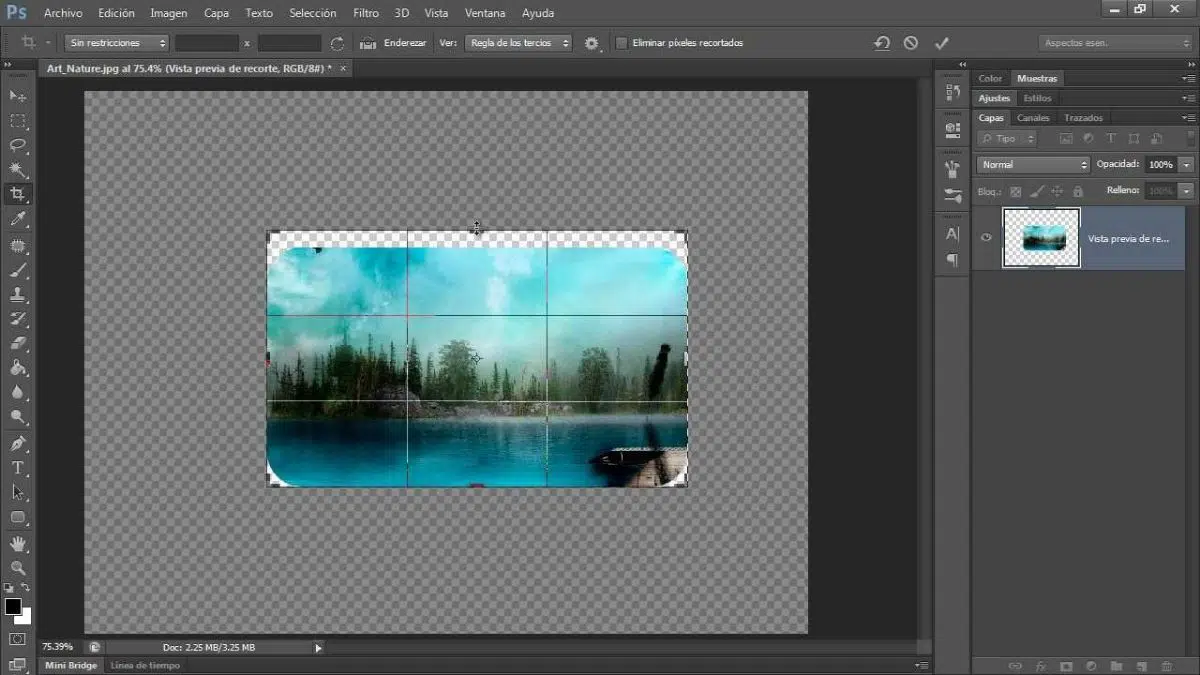 Ps Archivo Edición Imagen Capa Texto Selección Filtro 3D Vista Ventana Ayuda
Sin restricciones x Enderezar Ver: Regla de los tercios Eliminar píxeles recortados Aspectos esen.
Art_Nature.jpg al 75.4% (Vista previa de recorte, RGB/8#) * ×
Color Muestras
Ajustes Estilos
Capas Canales Trazados
Tipo
Normal Opacidad: 100%
Bloq.: Relleno: 100%
Vista previa de re...
75.39% Doc: 2.25 MB/3.25 MB
Mini Bridge Línea de tiempo